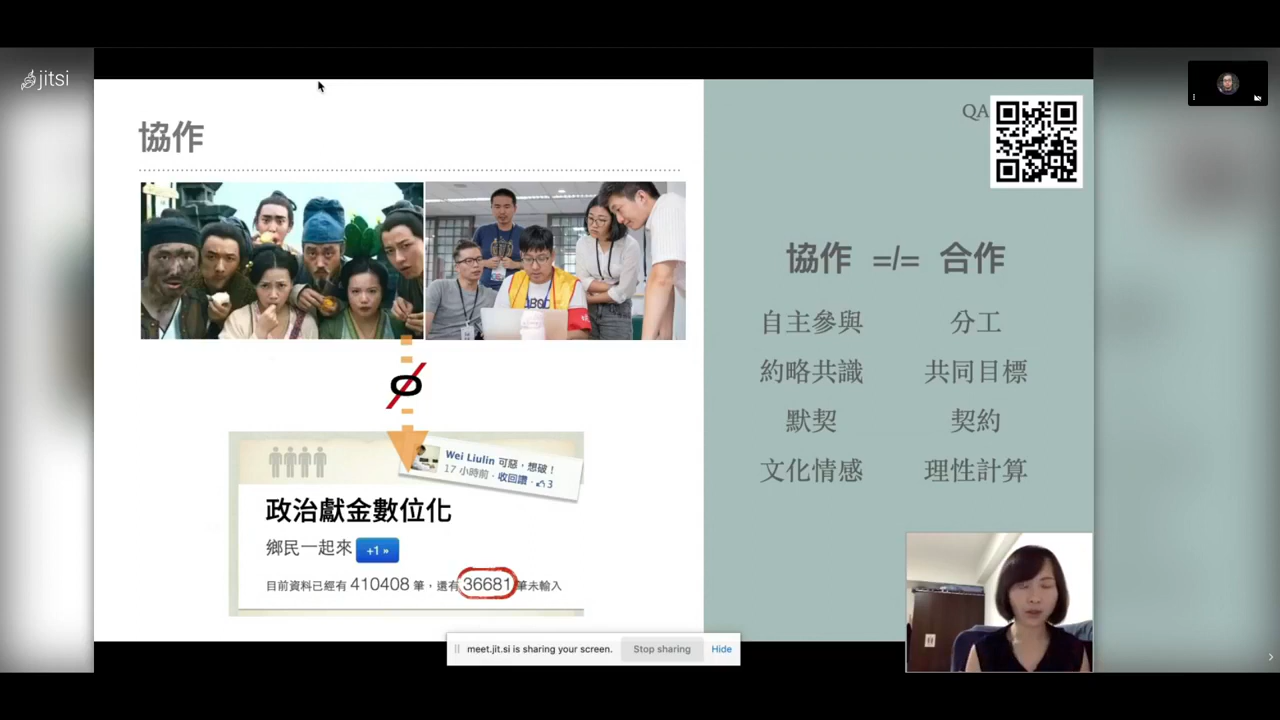 jitsi
協作
QA
協作 =/= 合作
自主參與 分工
約略共識 共同目標
默契 契約
文化情感 理性計算
Wei Liulin 可惡，想破！
17 小時前 · 收回讚 · 3
政治獻金數位化
鄉民一起來 +1 »
目前資料已經有 410408 筆，還有 36681 筆未輸入
meet.jit.si is sharing your screen. Stop sharing Hide